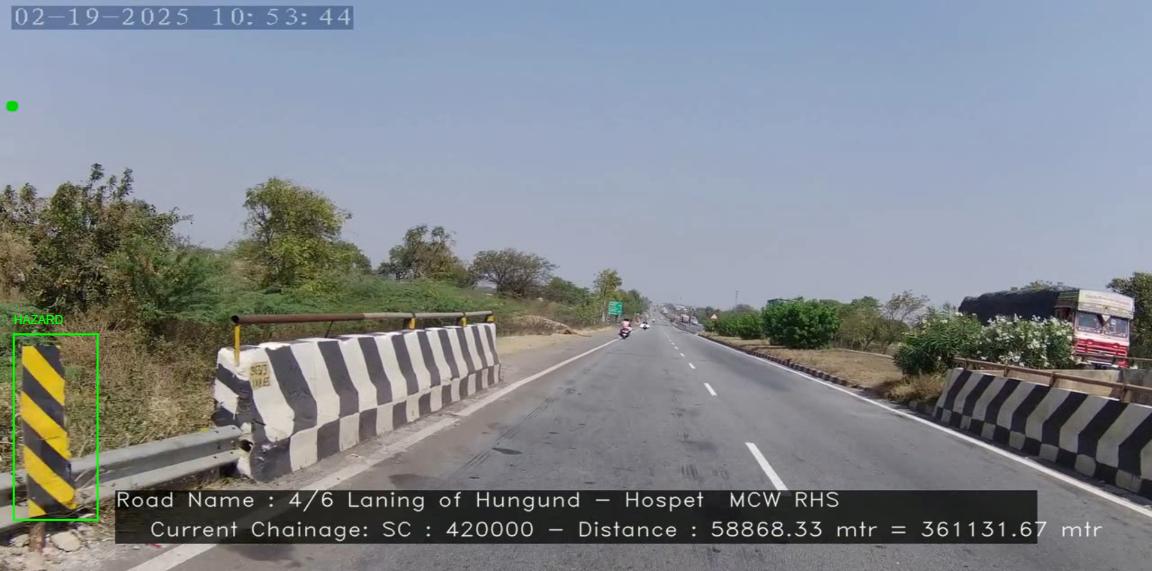 02-19-2025 10:53:44
HAZARD
Road Name : 4/6 Laning of Hungund - Hospet MCW RHS
Current Chainage: SC : 420000 - Distance : 58868.33 mtr = 361131.67 mtr